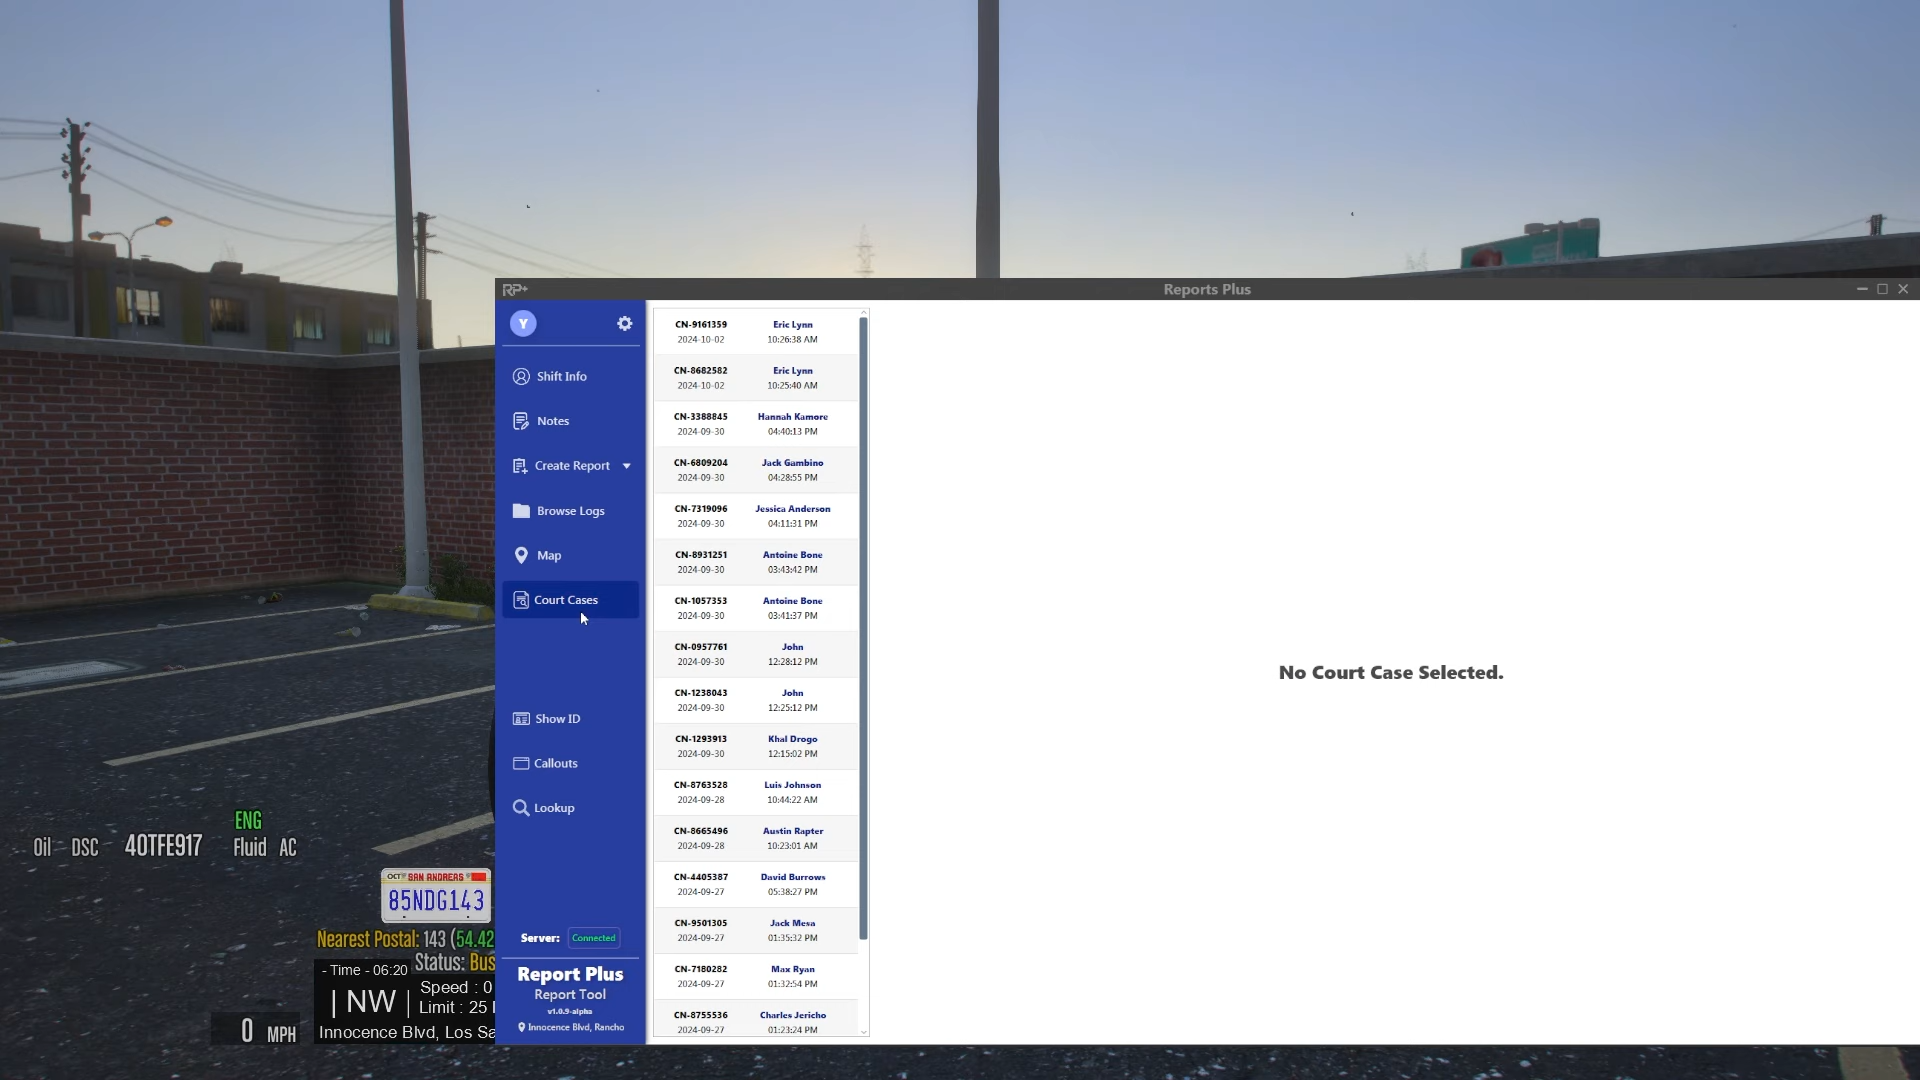 RP+
Reports Plus
Y
Shift Info
Notes
Create Report
Browse Logs
Map
Court Cases
Show ID
Callouts
Lookup
Server: Connected
Report Plus
Report Tool
v1.0.9-alpha
Innocence Blvd, Rancho
CN-9161359 Eric Lynn
2024-10-02 10:26:38 AM
CN-8682582 Eric Lynn
2024-10-02 10:25:40 AM
CN-3388845 Hannah Kamore
2024-09-30 04:40:13 PM
CN-6809204 Jack Gambino
2024-09-30 04:28:55 PM
CN-7319096 Jessica Anderson
2024-09-30 04:11:31 PM
CN-8931251 Antoine Bone
2024-09-30 03:43:42 PM
CN-1057353 Antoine Bone
2024-09-30 03:41:37 PM
CN-0957761 John
2024-09-30 12:28:12 PM
CN-1238043 John
2024-09-30 12:25:12 PM
CN-1293913 Khal Drogo
2024-09-30 12:15:02 PM
CN-8763528 Luis Johnson
2024-09-28 10:44:22 AM
CN-8665496 Austin Rapter
2024-09-28 10:23:01 AM
CN-4405387 David Burrows
2024-09-27 05:38:27 PM
CN-9501305 Jack Mesa
2024-09-27 01:35:32 PM
CN-7180282 Max Ryan
2024-09-27 01:32:54 PM
CN-8755536 Charles Jericho
2024-09-27 01:23:24 PM
No Court Case Selected.
ENG
Oil DSC 40TFE917 Fluid AC
OCT SAN ANDREAS
85NDG143
Nearest Postal: 143 (54.42
Status: Bus
- Time - 06:20
Speed : 0
| NW |
Limit : 25
0 MPH
Innocence Blvd, Los Sa